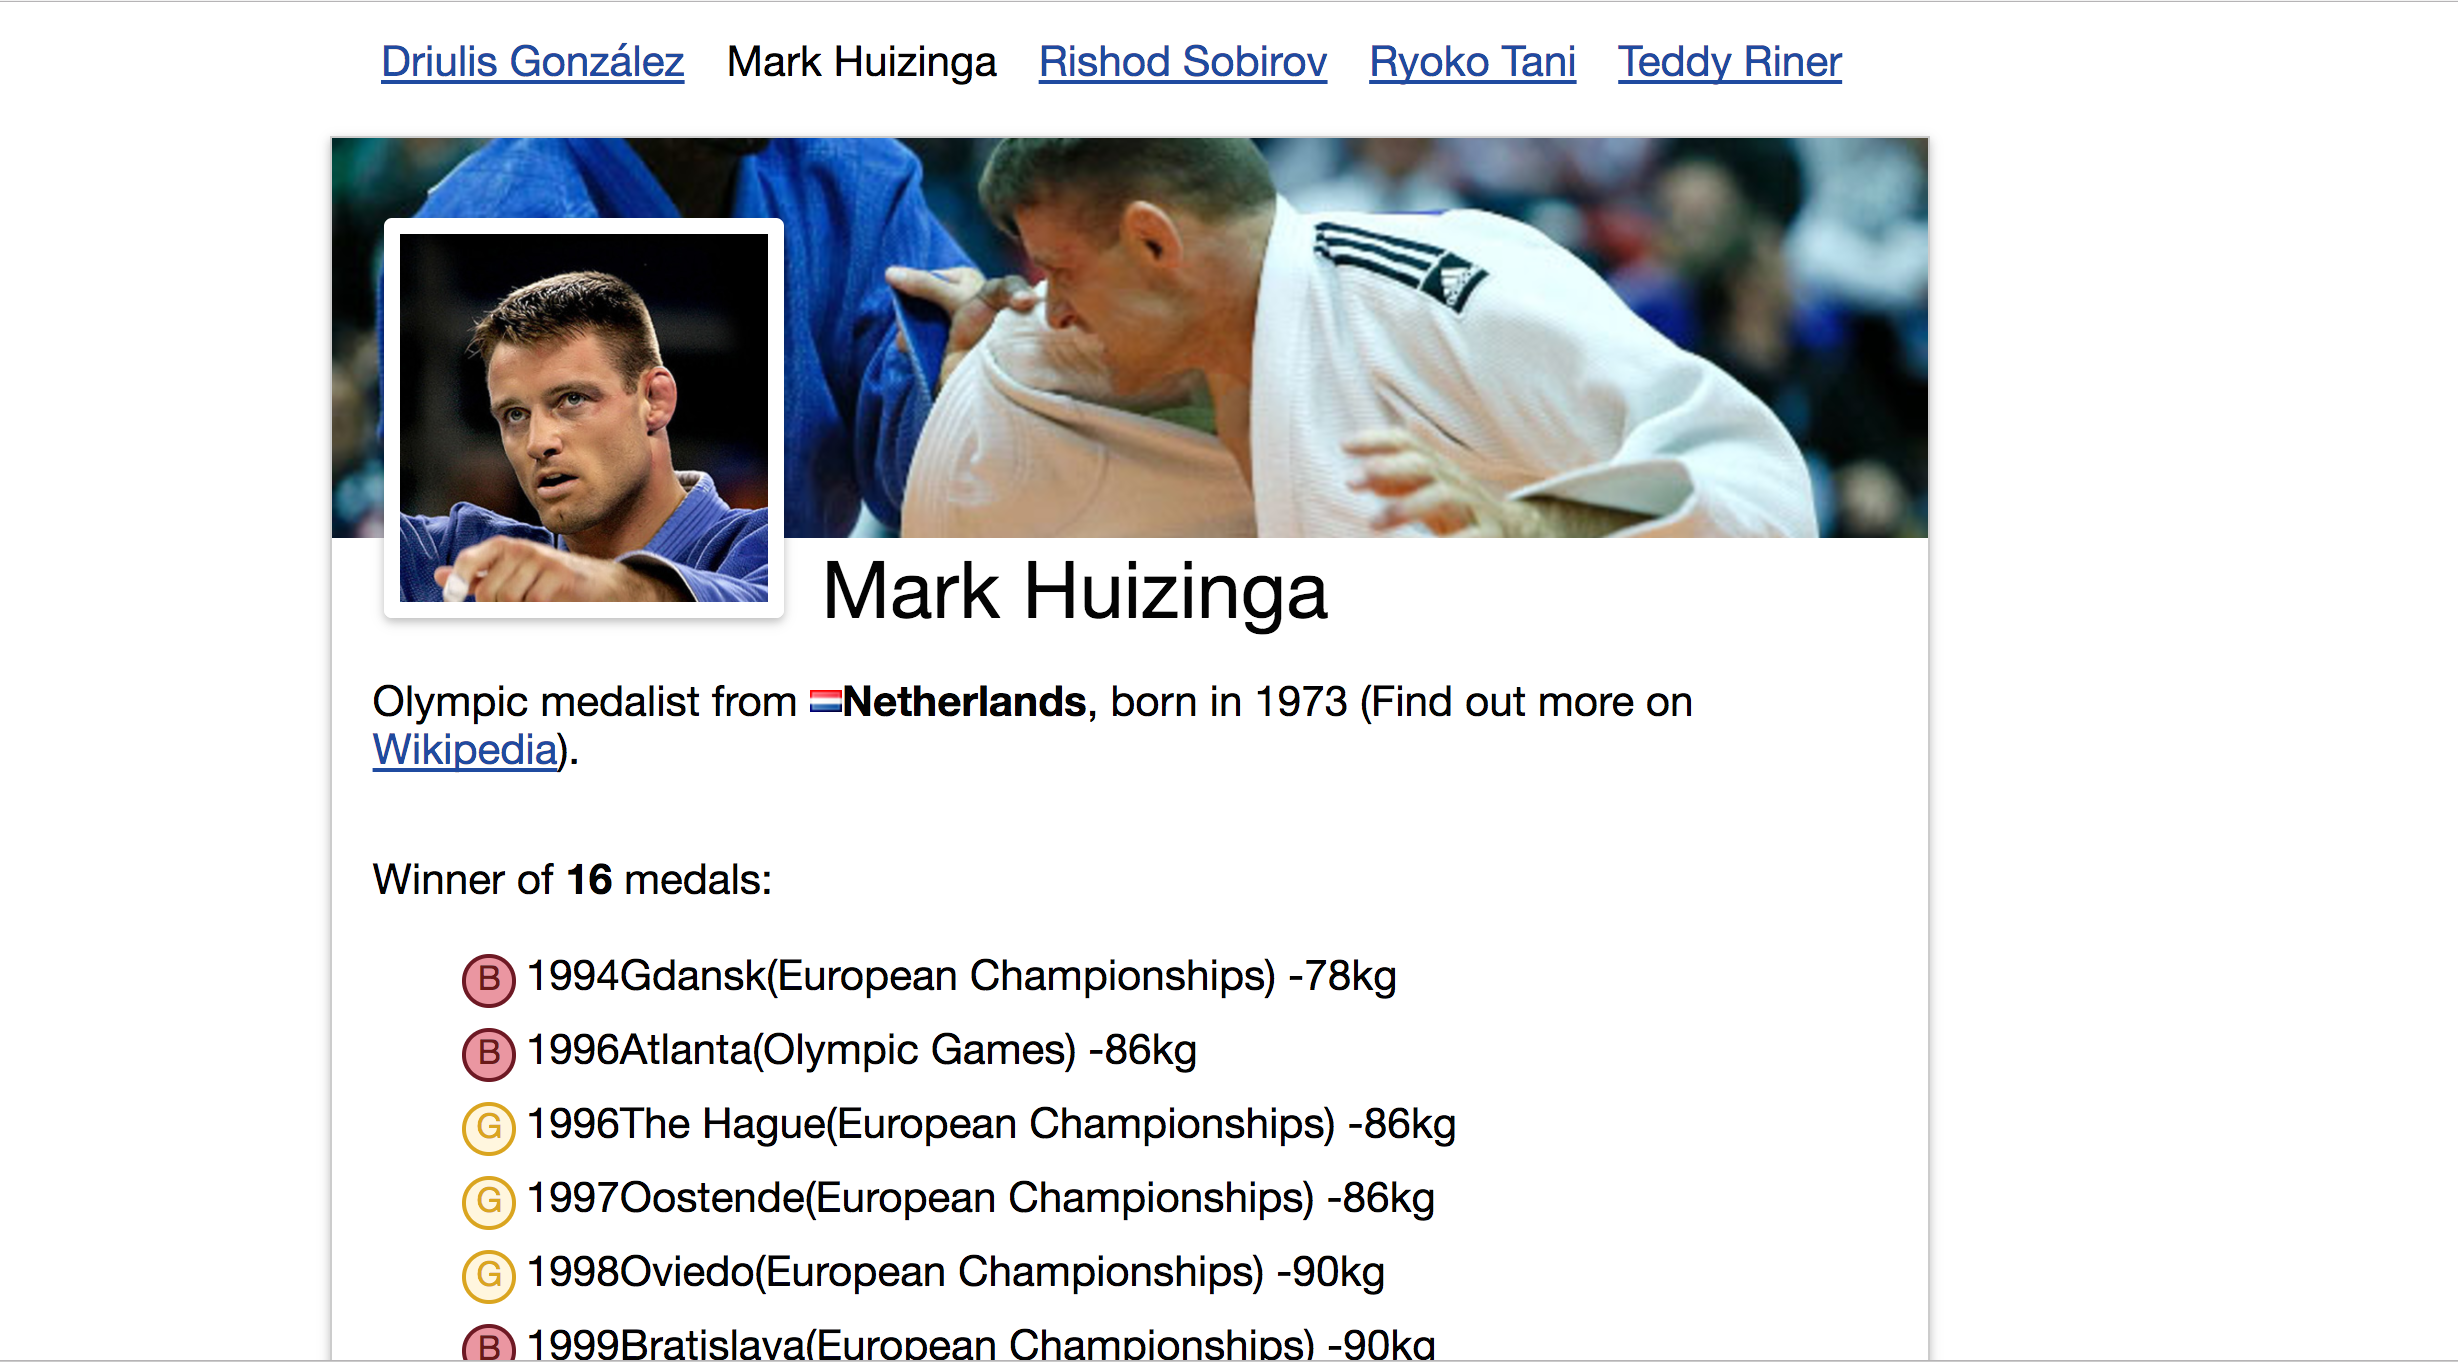 Driulis González Mark Huizinga Rishod Sobirov Ryoko Tani Teddy Riner
Mark Huizinga
Olympic medalist from Netherlands, born in 1973 (Find out more on
Wikipedia).
Winner of 16 medals:
B 1994Gdansk(European Championships) -78kg
B 1996Atlanta(Olympic Games) -86kg
G 1996The Hague(European Championships) -86kg
G 1997Oostende(European Championships) -86kg
G 1998Oviedo(European Championships) -90kg
B 1999Bratislava(European Championships) -90kg